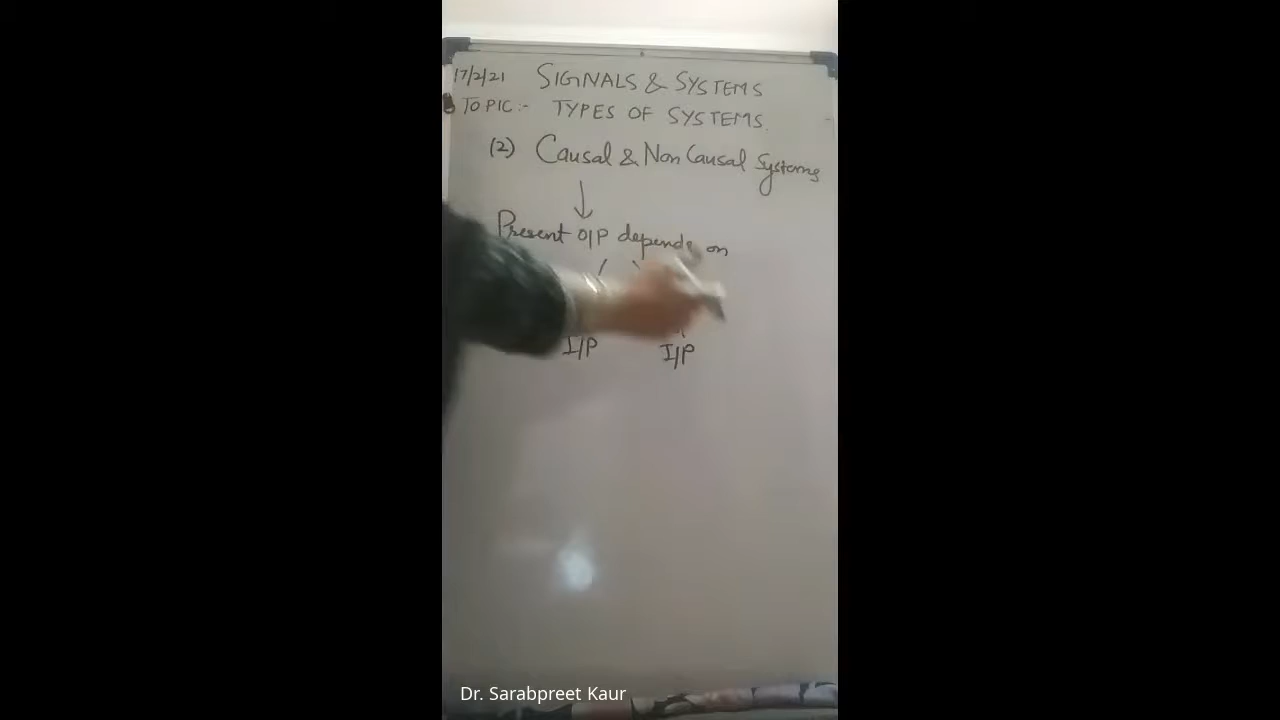 17/2/21 SIGNALS & SYSTEMS
TOPIC:- TYPES OF SYSTEMS.
(2) Causal & Non Causal Systems
Present O/P depends on
I/P I/P
Dr. Sarabpreet Kaur